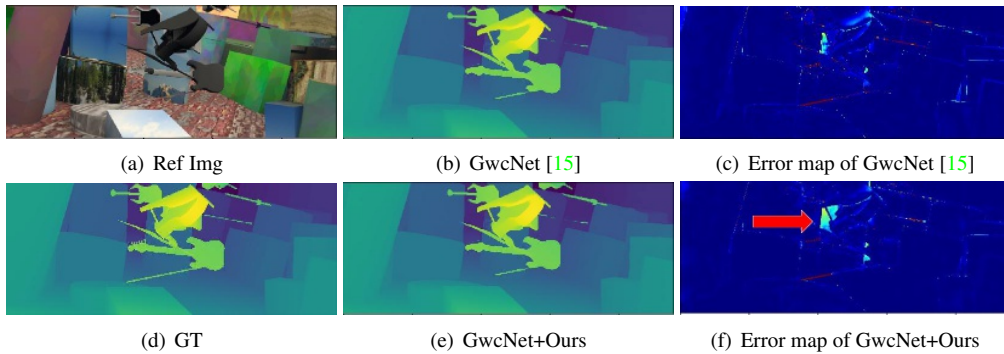 (a) Ref Img
(b) GwcNet [15]
(c) Error map of GwcNet [15]
(d) GT
(e) GwcNet+Ours
(f) Error map of GwcNet+Ours